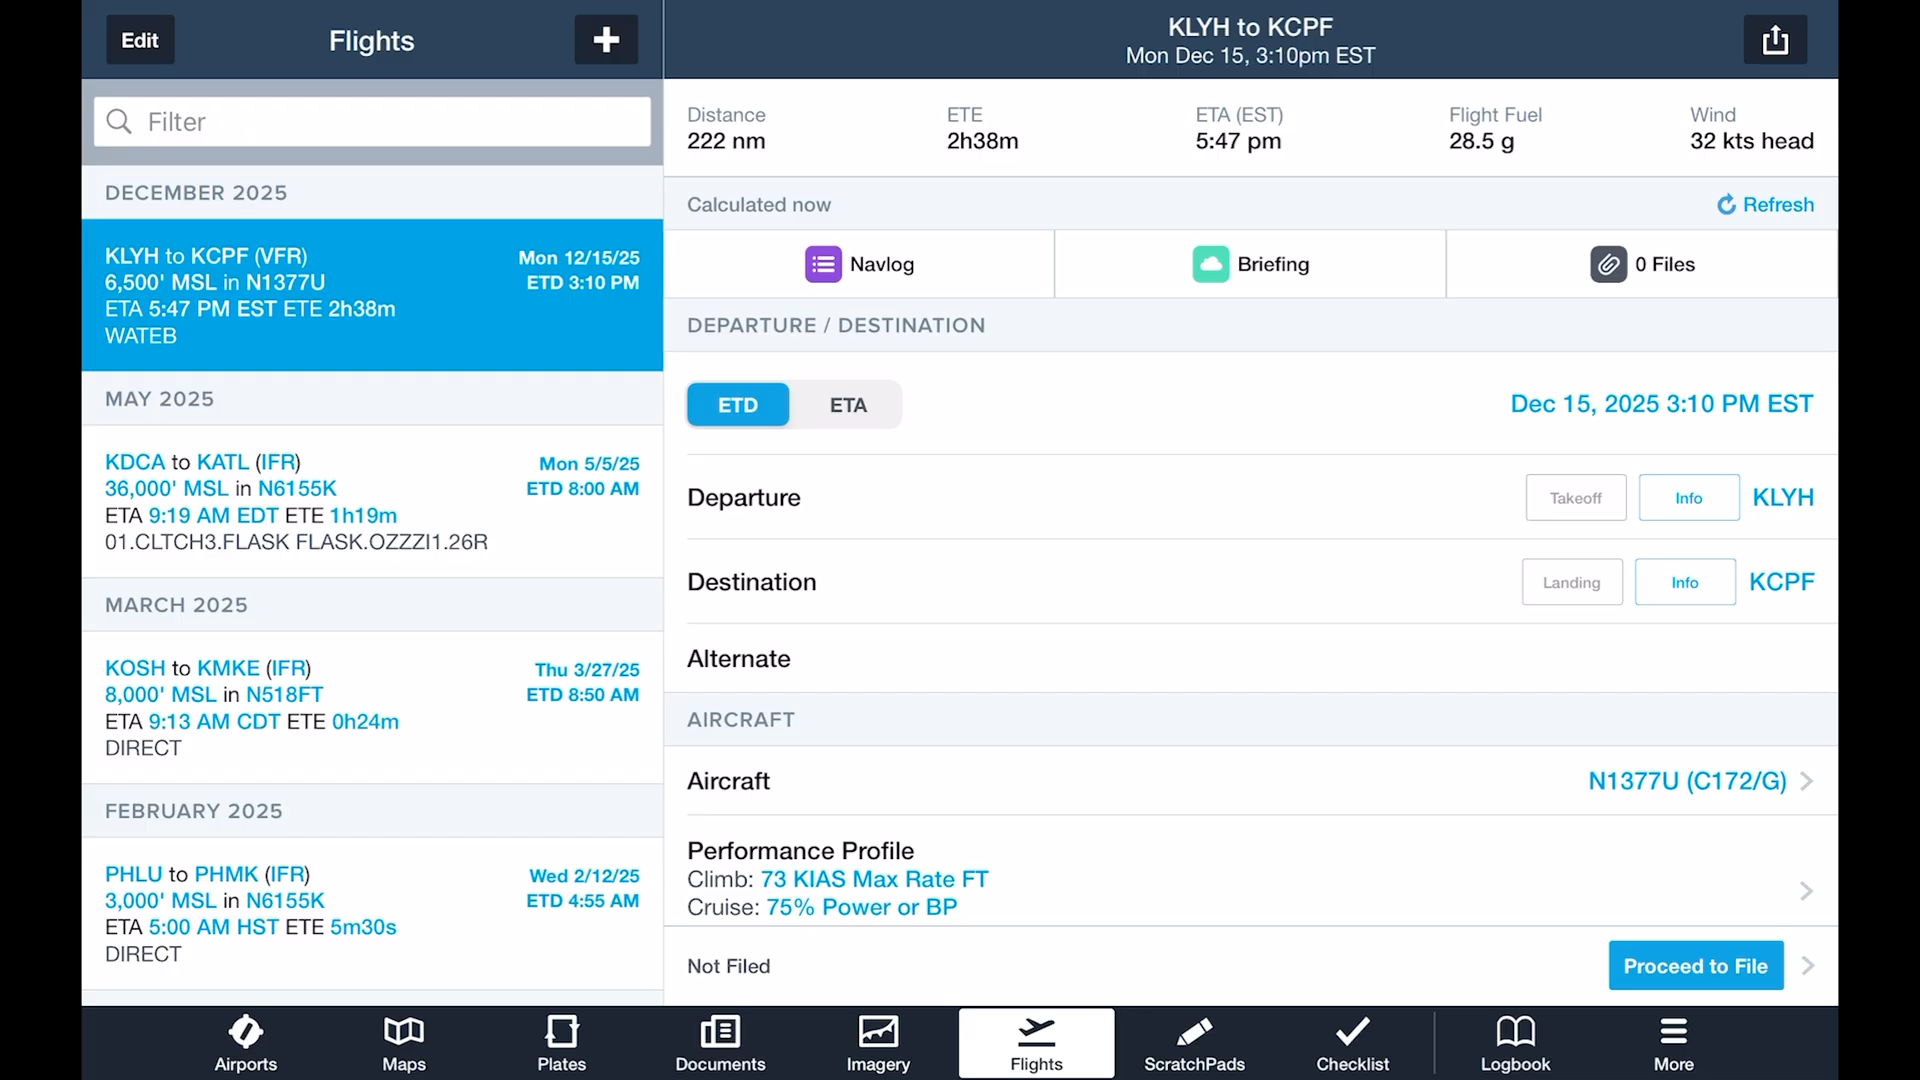 Edit
Flights
Filter
DECEMBER 2025
KLYH to KCPF (VFR)
Mon 12/15/25
6,500' MSL in N1377U
ETD 3:10 PM
ETA 5:47 PM EST ETE 2h38m
WATEB
MAY 2025
KDCA to KATL (IFR)
Mon 5/5/25
36,000' MSL in N6155K
ETD 8:00 AM
ETA 9:19 AM EDT ETE 1h19m
01.CLTCH3.FLASK FLASK.OZZZI1.26R
MARCH 2025
KOSH to KMKE (IFR)
Thu 3/27/25
8,000' MSL in N518FT
ETD 8:50 AM
ETA 9:13 AM CDT ETE 0h24m
DIRECT
FEBRUARY 2025
PHLU to PHMK (IFR)
Wed 2/12/25
3,000' MSL in N6155K
ETD 4:55 AM
ETA 5:00 AM HST ETE 5m30s
DIRECT
KLYH to KCPF
Mon Dec 15, 3:10pm EST
Distance ETE ETA (EST) Flight Fuel Wind
222 nm 2h38m 5:47 pm 28.5 g 32 kts head
Calculated now Refresh
Navlog Briefing 0 Files
DEPARTURE / DESTINATION
ETD ETA Dec 15, 2025 3:10 PM EST
Departure Takeoff Info KLYH
Destination Landing Info KCPF
Alternate
AIRCRAFT
Aircraft N1377U (C172/G)
Performance Profile
Climb: 73 KIAS Max Rate FT
Cruise: 75% Power or BP
Not Filed Proceed to File
Airports Maps Plates Documents Imagery Flights ScratchPads Checklist Logbook More